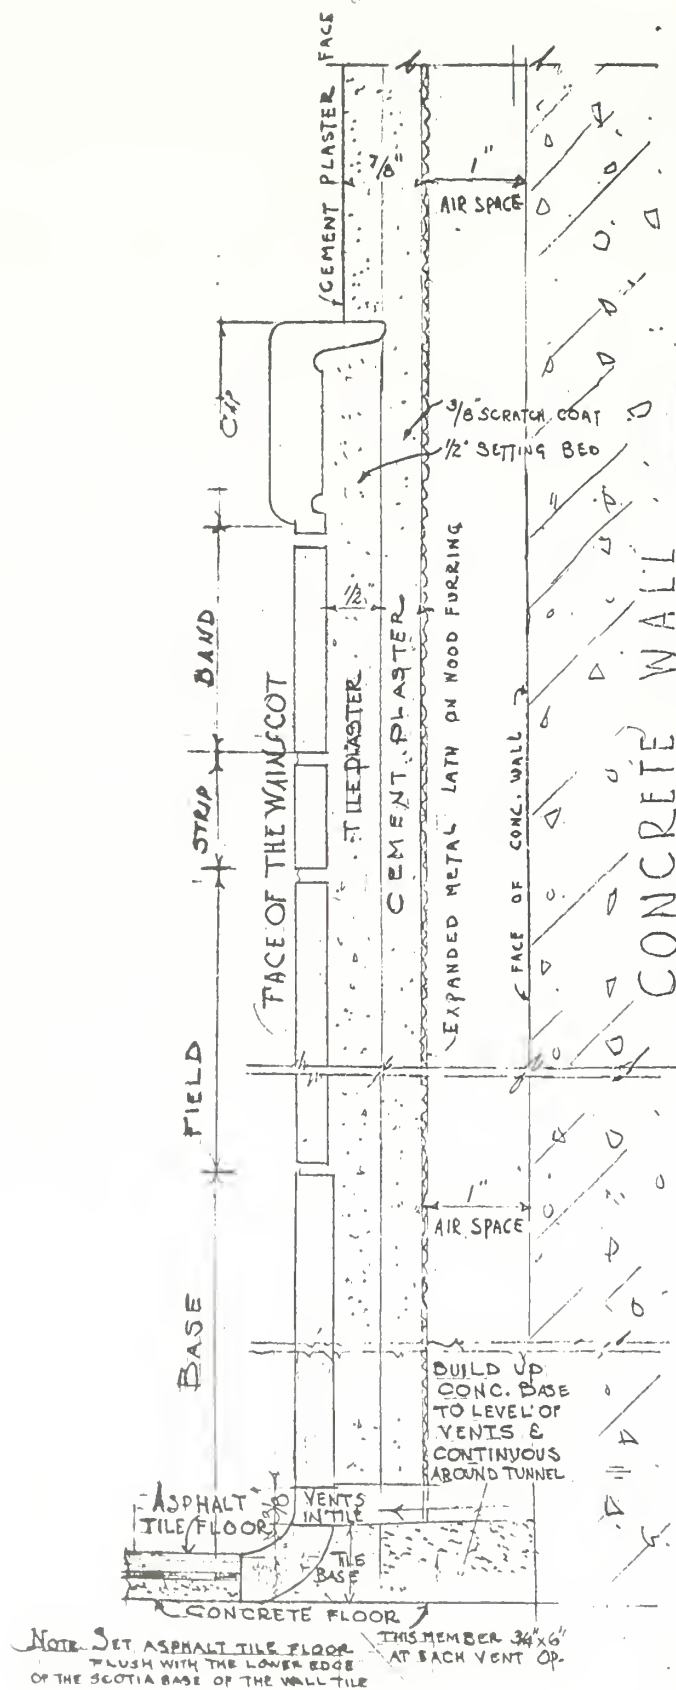 CEMENT PLASTER FACE
7/8"
1"
AIR SPACE
CAP
3/8" SCRATCH COAT
1/2" SETTING BED
BAND
STRIP
FIELD
BASE
FACE OF THE WAINSCOT
1/2"
TILE PLASTER
CEMENT PLASTER
EXPANDED METAL LATH ON WOOD FURRING
FACE OF CONC. WALL
CONCRETE WALL
1"
AIR SPACE
BUILD UP
CONC. BASE
TO LEVEL OF
VENTS &
CONTINUOUS
AROUND TUNNEL
ASPHALT
TILE FLOOR
VENTS
IN TILE
TILE
BASE
CONCRETE FLOOR
THIS MEMBER 3/4"x6"
AT EACH VENT OP.
NOTE. SET ASPHALT TILE FLOOR
FLUSH WITH THE LOWER EDGE
OF THE SCOTIA BASE OF THE WALL TILE